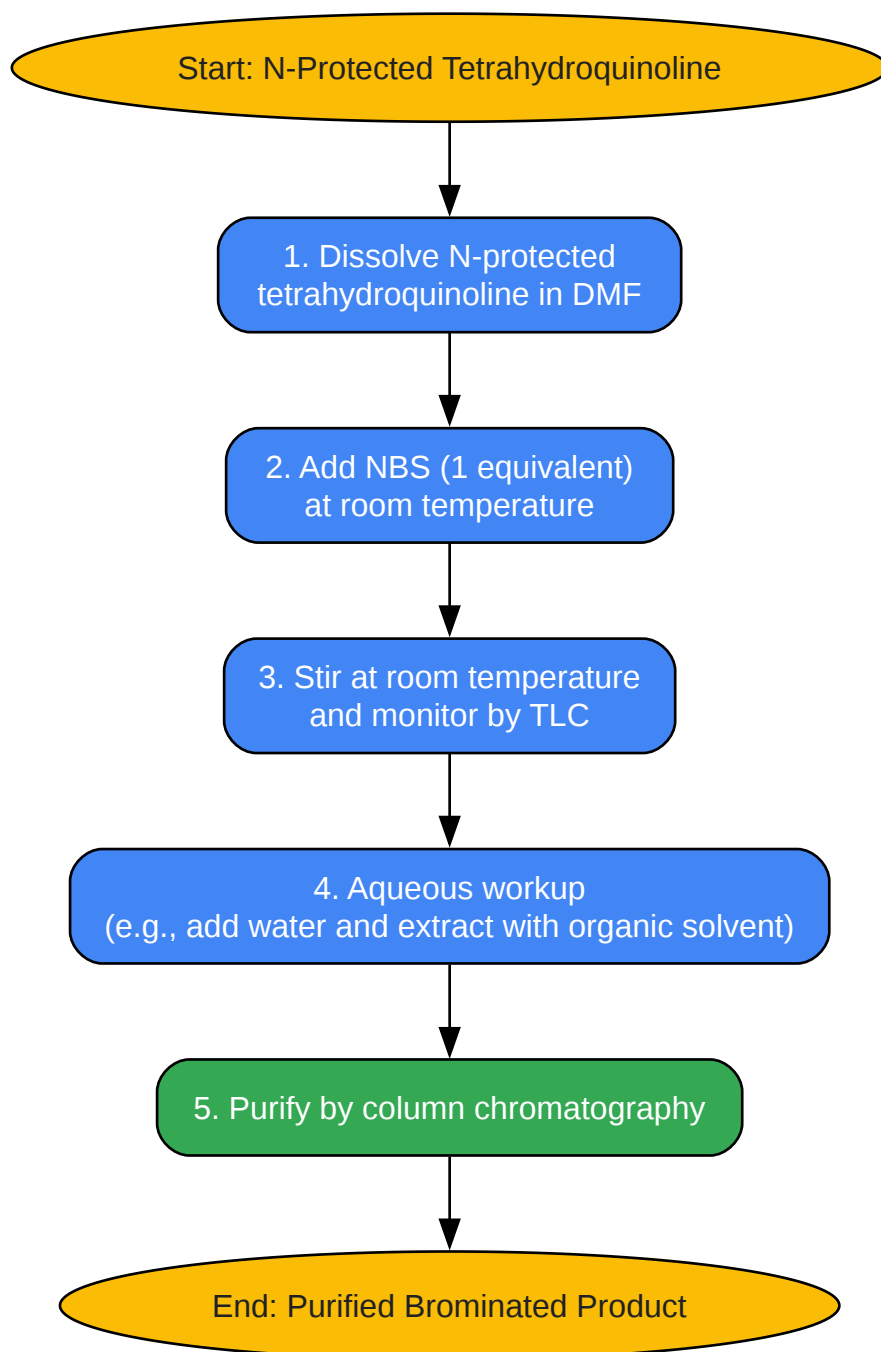 Start: N-Protected Tetrahydroquinoline
1. Dissolve N-protected
tetrahydroquinoline in DMF
2. Add NBS (1 equivalent)
at room temperature
3. Stir at room temperature
and monitor by TLC
4. Aqueous workup
(e.g., add water and extract with organic solvent)
5. Purify by column chromatography
End: Purified Brominated Product